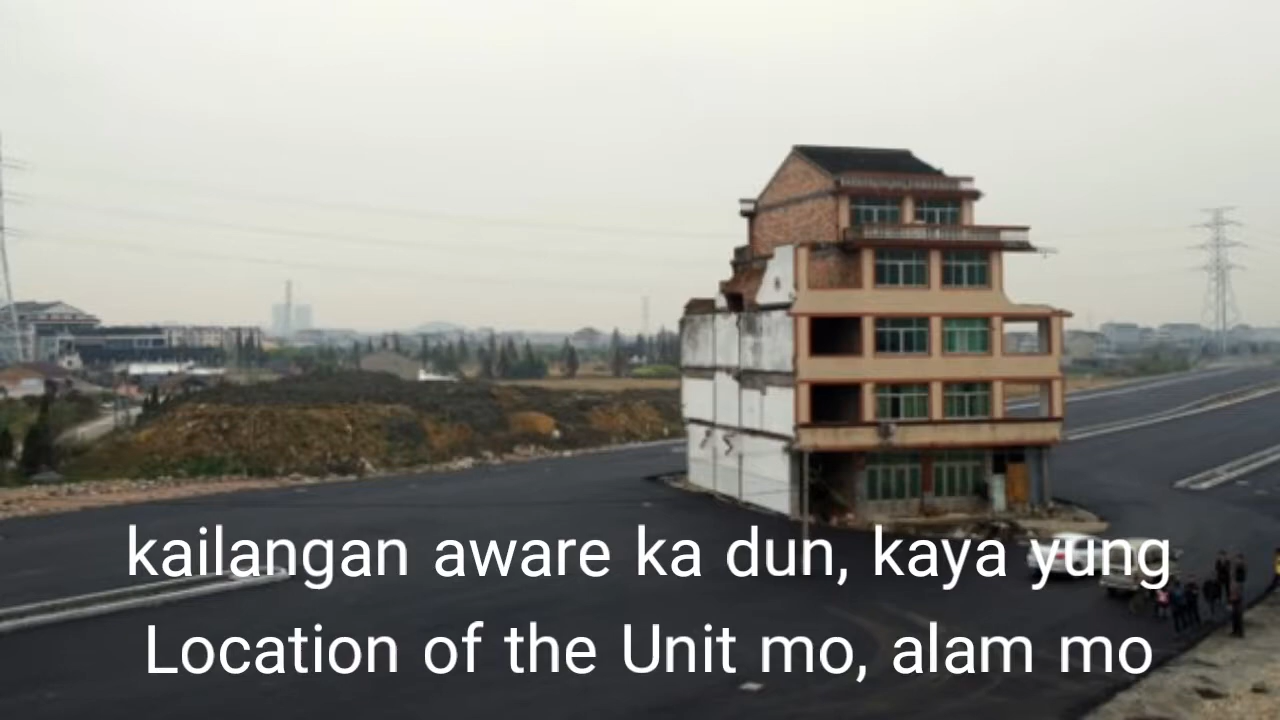 kailangan aware ka dun, kaya yung
Location of the Unit mo, alam mo